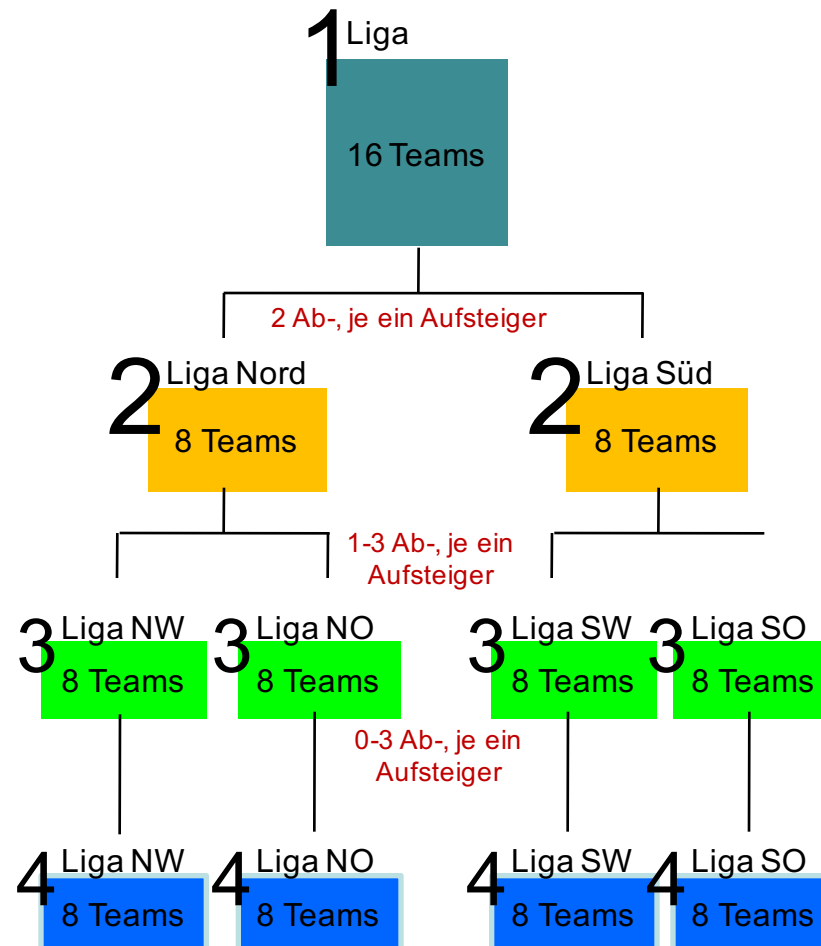 1 Liga
16 Teams
2 Ab-, je ein Aufsteiger
2 Liga Nord
8 Teams
2 Liga Süd
8 Teams
1-3 Ab-, je ein
Aufsteiger
3 Liga NW
8 Teams
3 Liga NO
8 Teams
3 Liga SW
8 Teams
3 Liga SO
8 Teams
0-3 Ab-, je ein
Aufsteiger
4 Liga NW
8 Teams
4 Liga NO
8 Teams
4 Liga SW
8 Teams
4 Liga SO
8 Teams